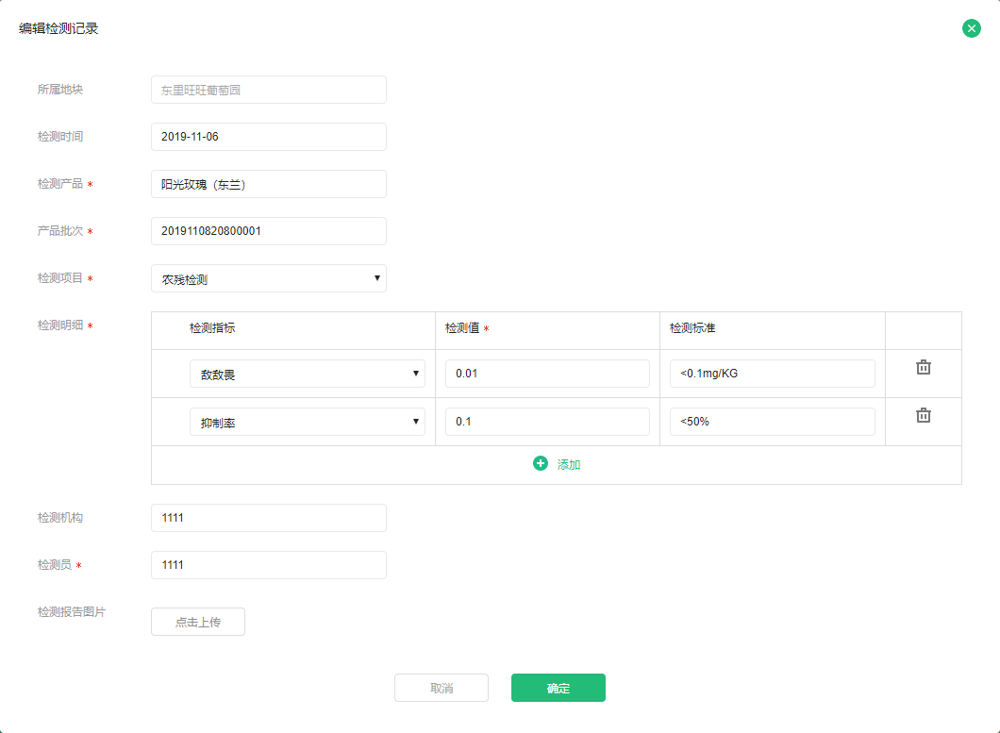 编辑检测记录
所属地块 东里旺旺葡萄园
检测时间 2019-11-06
检测产品 * 阳光玫瑰（东兰）
产品批次 * 2019110820800001
检测项目 * 农残检测
检测明细 *
检测指标 检测值 * 检测标准
敌敌畏 0.01 <0.1mg/KG
抑制率 0.1 <50%
添加
检测机构 1111
检测员 * 1111
检测报告图片 点击上传
取消 确定